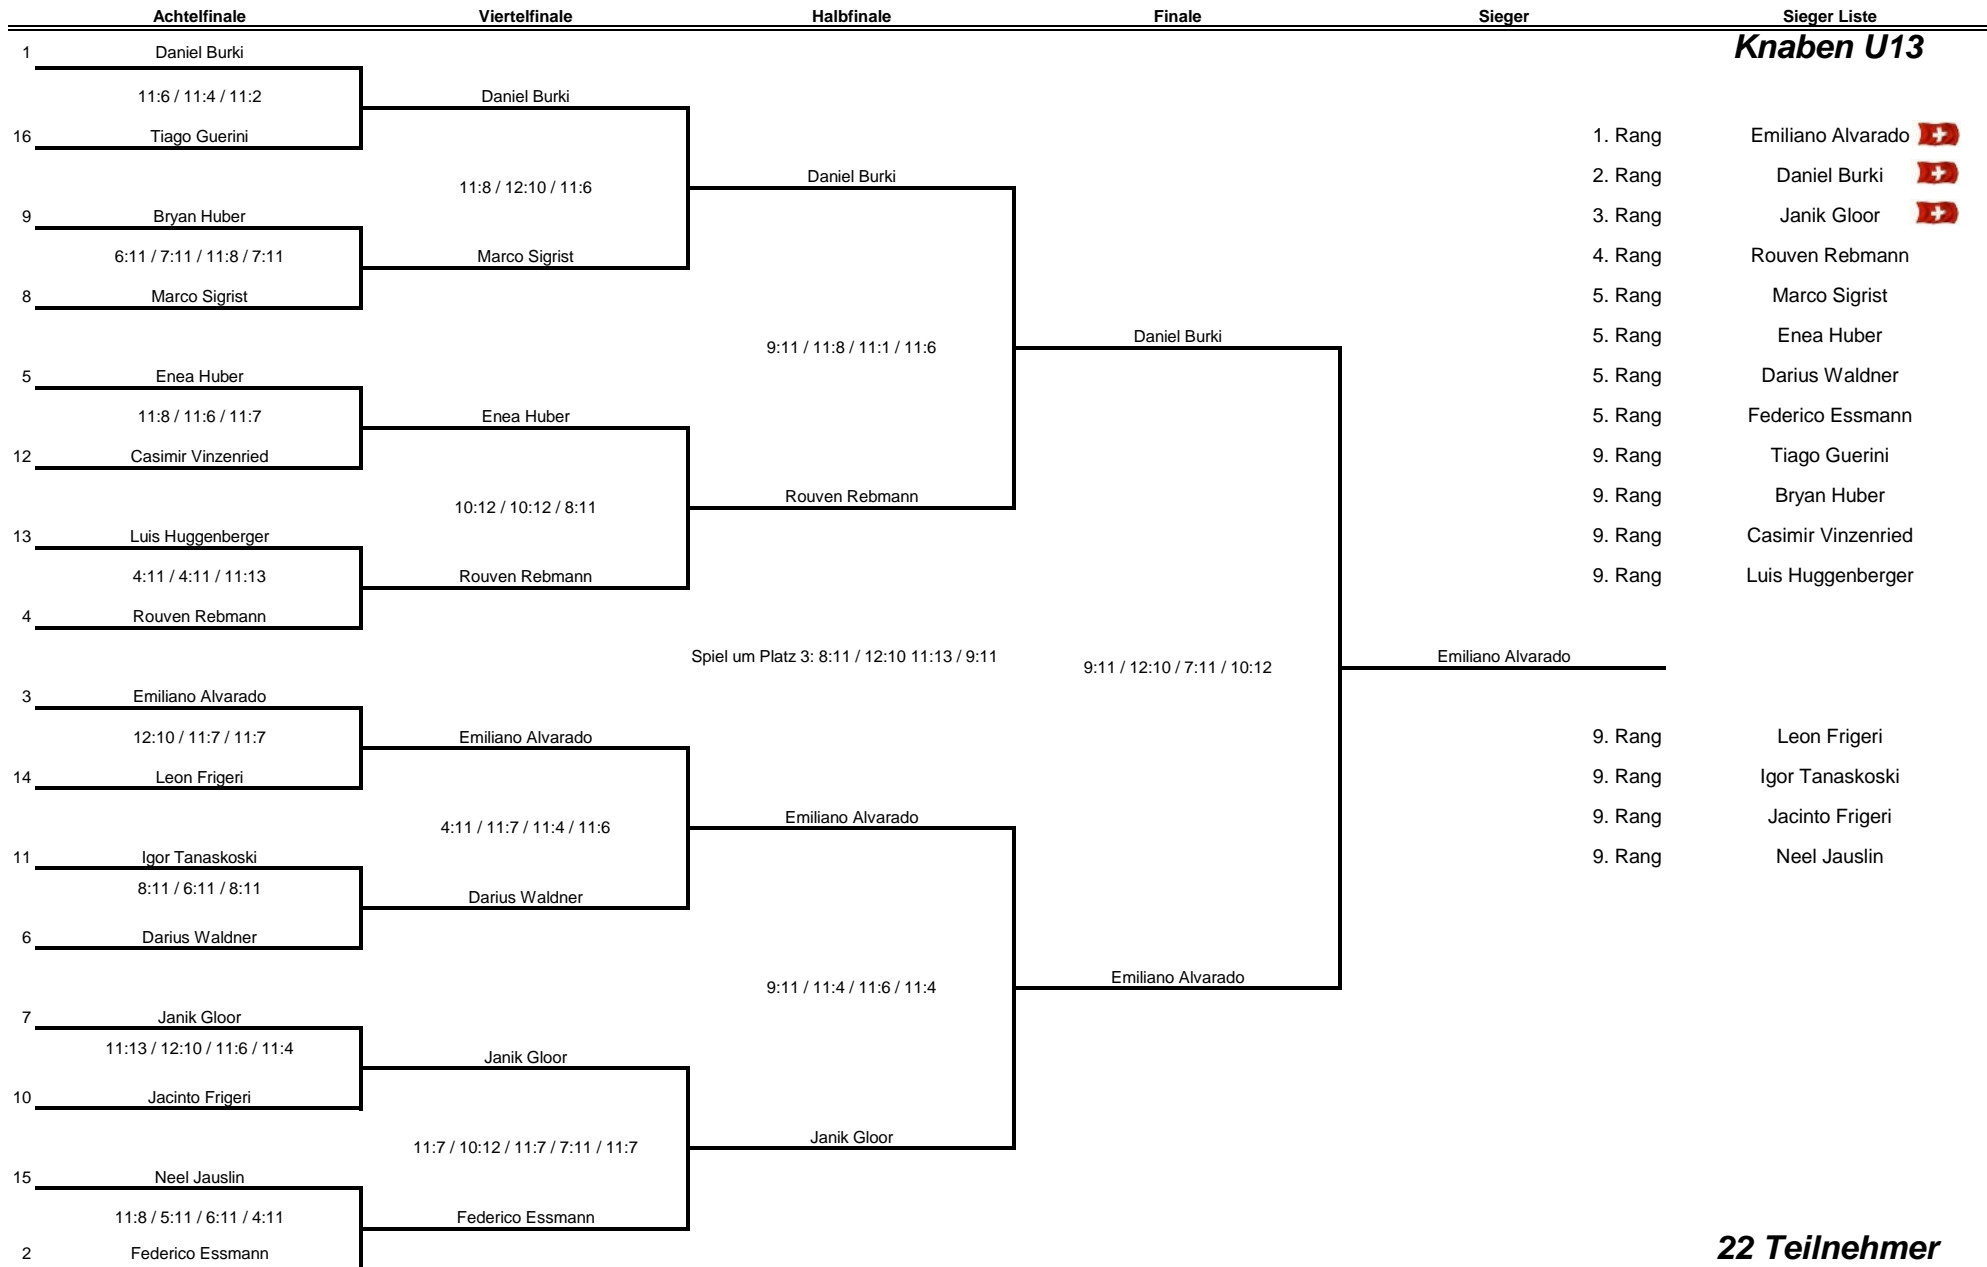 Achtelfinale Viertelfinale Halbfinale Finale Sieger Sieger Liste
Knaben U13
1 Daniel Burki
11:6 / 11:4 / 11:2 Daniel Burki
16 Tiago Guerini 1. Rang Emiliano Alvarado
11:8 / 12:10 / 11:6 Daniel Burki 2. Rang Daniel Burki
9 Bryan Huber 3. Rang Janik Gloor
6:11 / 7:11 / 11:8 / 7:11 Marco Sigrist 4. Rang Rouven Rebmann
8 Marco Sigrist 5. Rang Marco Sigrist
9:11 / 11:8 / 11:1 / 11:6 Daniel Burki 5. Rang Enea Huber
5 Enea Huber 5. Rang Darius Waldner
11:8 / 11:6 / 11:7 Enea Huber 5. Rang Federico Essmann
12 Casimir Vinzenried 9. Rang Tiago Guerini
10:12 / 10:12 / 8:11 Rouven Rebmann 9. Rang Bryan Huber
13 Luis Huggenberger 9. Rang Casimir Vinzenried
4:11 / 4:11 / 11:13 Rouven Rebmann 9. Rang Luis Huggenberger
4 Rouven Rebmann
Spiel um Platz 3: 8:11 / 12:10 11:13 / 9:11 9:11 / 12:10 / 7:11 / 10:12 Emiliano Alvarado
3 Emiliano Alvarado
12:10 / 11:7 / 11:7 Emiliano Alvarado 9. Rang Leon Frigeri
14 Leon Frigeri 9. Rang Igor Tanaskoski
4:11 / 11:7 / 11:4 / 11:6 Emiliano Alvarado 9. Rang Jacinto Frigeri
11 Igor Tanaskoski 9. Rang Neel Jauslin
8:11 / 6:11 / 8:11 Darius Waldner
6 Darius Waldner
9:11 / 11:4 / 11:6 / 11:4 Emiliano Alvarado
7 Janik Gloor
11:13 / 12:10 / 11:6 / 11:4 Janik Gloor
10 Jacinto Frigeri
11:7 / 10:12 / 11:7 / 7:11 / 11:7 Janik Gloor
15 Neel Jauslin
11:8 / 5:11 / 6:11 / 4:11 Federico Essmann
2 Federico Essmann 22 Teilnehmer